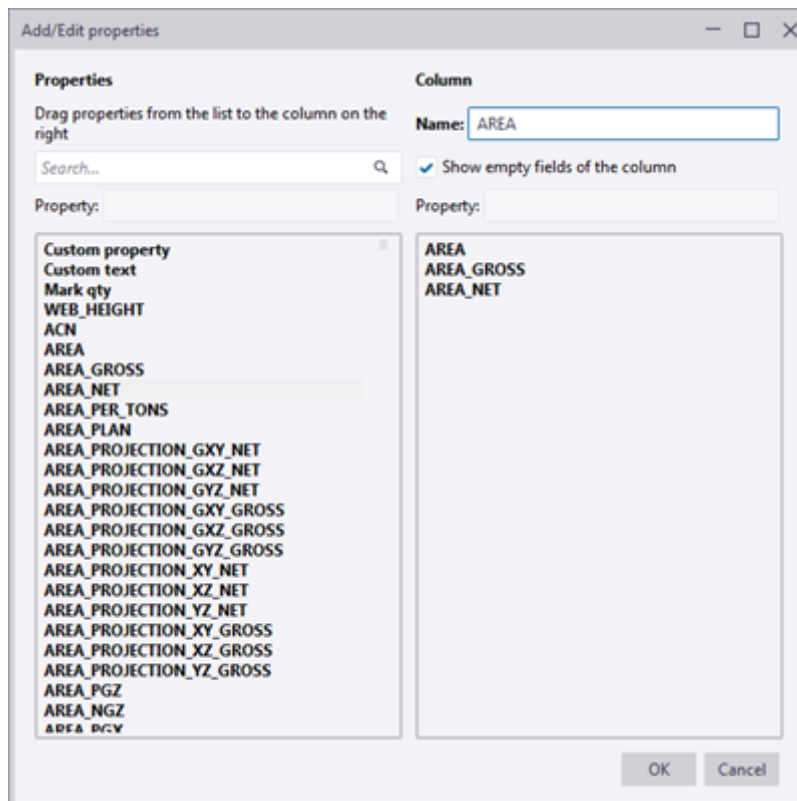 Add/Edit properties
Properties
Drag properties from the list to the column on the
right
Search...
Property:
Custom property
Custom text
Mark qty
WEB_HEIGHT
ACN
AREA
AREA_GROSS
AREA_NET
AREA_PER_TONS
AREA_PLAN
AREA_PROJECTION_GXY_NET
AREA_PROJECTION_GXZ_NET
AREA_PROJECTION_GYZ_NET
AREA_PROJECTION_GXY_GROSS
AREA_PROJECTION_GXZ_GROSS
AREA_PROJECTION_GYZ_GROSS
AREA_PROJECTION_XY_NET
AREA_PROJECTION_XZ_NET
AREA_PROJECTION_YZ_NET
AREA_PROJECTION_XY_GROSS
AREA_PROJECTION_XZ_GROSS
AREA_PROJECTION_YZ_GROSS
AREA_PGZ
AREA_NGZ
AREA_PGX
Column
Name: AREA
Show empty fields of the column
Property:
AREA
AREA_GROSS
AREA_NET
OK
Cancel